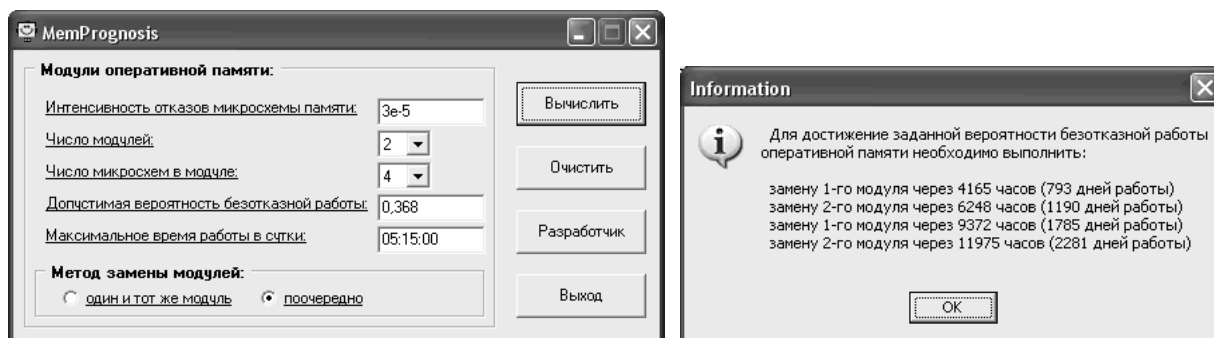 MemPrognosis
Модули оперативной памяти:
Интенсивность отказов микросхемы памяти: 3e-5
Число модулей: 2
Число микросхем в модуле: 4
Допустимая вероятность безотказной работы: 0,368
Максимальное время работы в сутки: 05:15:00
Метод замены модулей:
один и тот же модуль поочередно
Вычислить
Очистить
Разработчик
Выход
Information
Для достижение заданной вероятности безотказной работы
оперативной памяти необходимо выполнить:
замену 1-го модуля через 4165 часов (793 дней работы)
замену 2-го модуля через 6248 часов (1190 дней работы)
замену 1-го модуля через 9372 часов (1785 дней работы)
замену 2-го модуля через 11975 часов (2281 дней работы)
OK